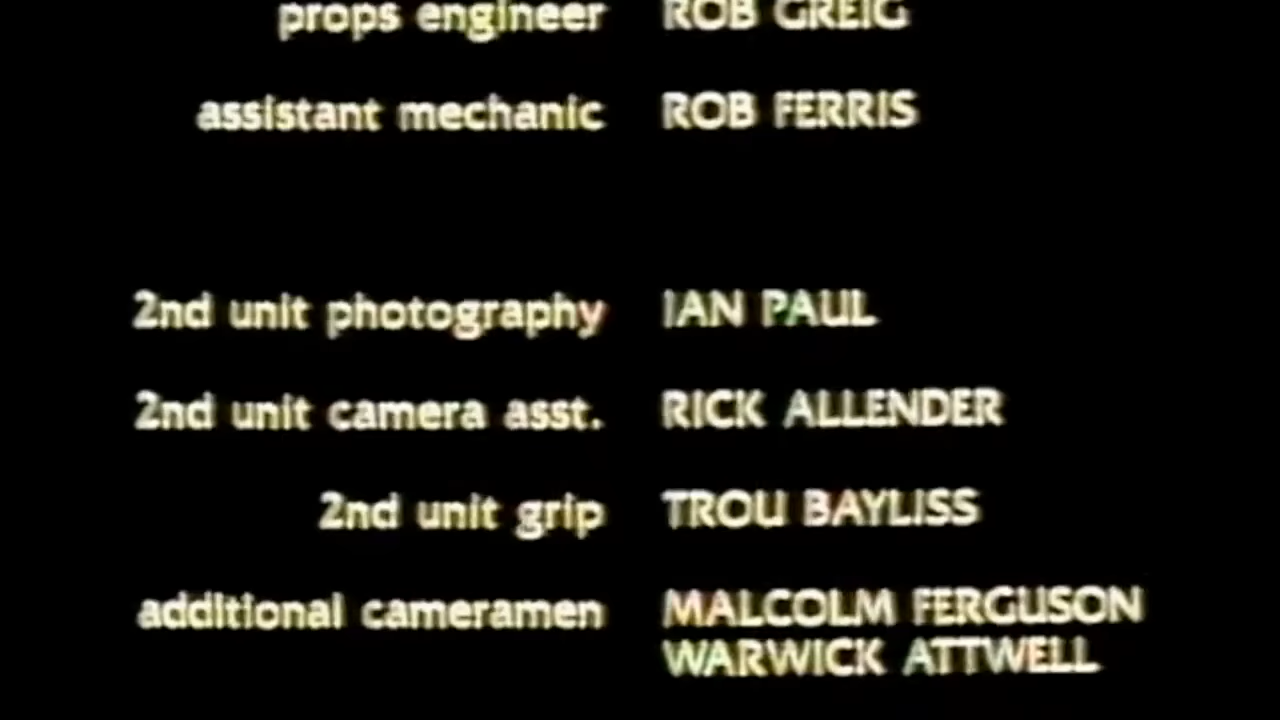 props engineer ROB GREIG
assistant mechanic ROB FERRIS
2nd unit photography IAN PAUL
2nd unit camera asst. RICK ALLENDER
2nd unit grip TROU BAYLISS
additional cameramen MALCOLM FERGUSON
WARWICK ATTWELL